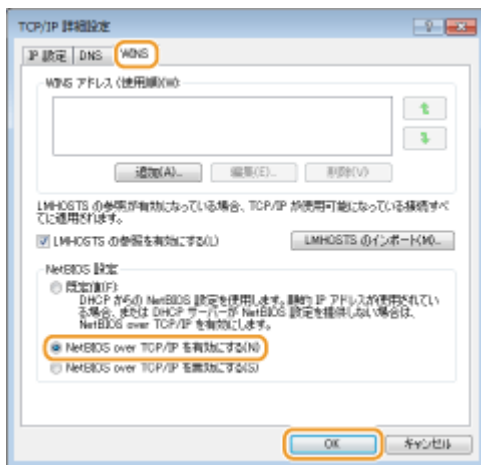 TCP/IP 詳細設定
IP 設定
DNS
WINS
WINS アドレス (使用順)(W):
追加(A)...
編集(E)...
削除(V)
LMHOSTS の参照が有効になっている場合、TCP/IP が使用可能になっている接続すべ
てに適用されます。
LMHOSTS の参照を有効にする(L)
LMHOSTS のインポート(M)...
NetBIOS 設定
既定値(F):
DHCP からの NetBIOS 設定を使用します。静的 IP アドレスが使用されてい
る場合、または DHCP サーバーが NetBIOS 設定を提供しない場合は、
NetBIOS over TCP/IP を有効にします。
NetBIOS over TCP/IP を有効にする(N)
NetBIOS over TCP/IP を無効にする(S)
OK
キャンセル